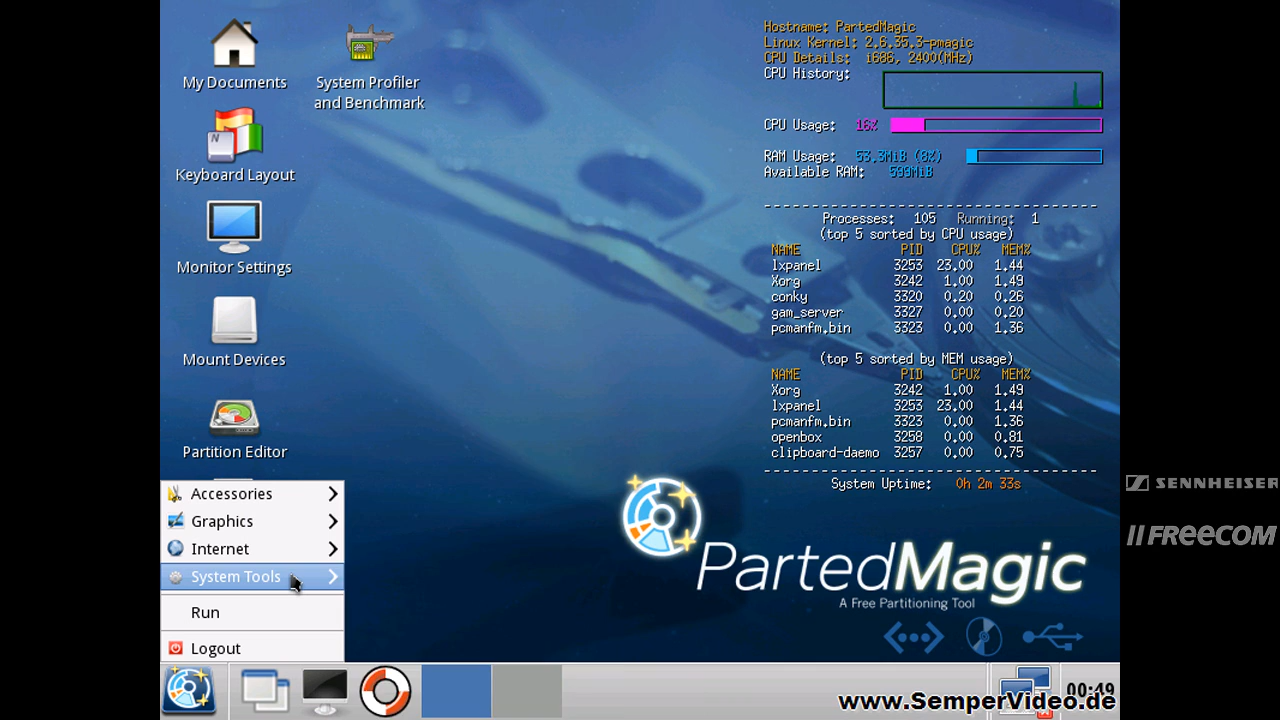 My Documents
System Profiler
and Benchmark
Keyboard Layout
Monitor Settings
Mount Devices
Partition Editor
Accessories
Graphics
Internet
System Tools
Run
Logout
Hostname: PartedMagic
Linux Kernel: 2.6.35.3-pmagic
CPU Details: i686, 2400(MHz)
CPU History:
CPU Usage: 16%
RAM Usage: 53.3MiB (8%)
Available RAM: 599MiB
Processes: 105 Running: 1
(top 5 sorted by CPU usage)
NAME PID CPU% MEM%
lxpanel 3253 23.00 1.44
Xorg 3242 1.00 1.49
conky 3320 0.20 0.26
gam_server 3327 0.00 0.20
pcmanfm.bin 3323 0.00 1.36
(top 5 sorted by MEM usage)
NAME PID CPU% MEM%
Xorg 3242 1.00 1.49
lxpanel 3253 23.00 1.44
pcmanfm.bin 3323 0.00 1.36
openbox 3258 0.00 0.81
clipboard-daemo 3257 0.00 0.75
System Uptime: 0h 2m 33s
PartedMagic
A Free Partitioning Tool
SENNHEISER
FREECOM
00:49
www.SemperVideo.de